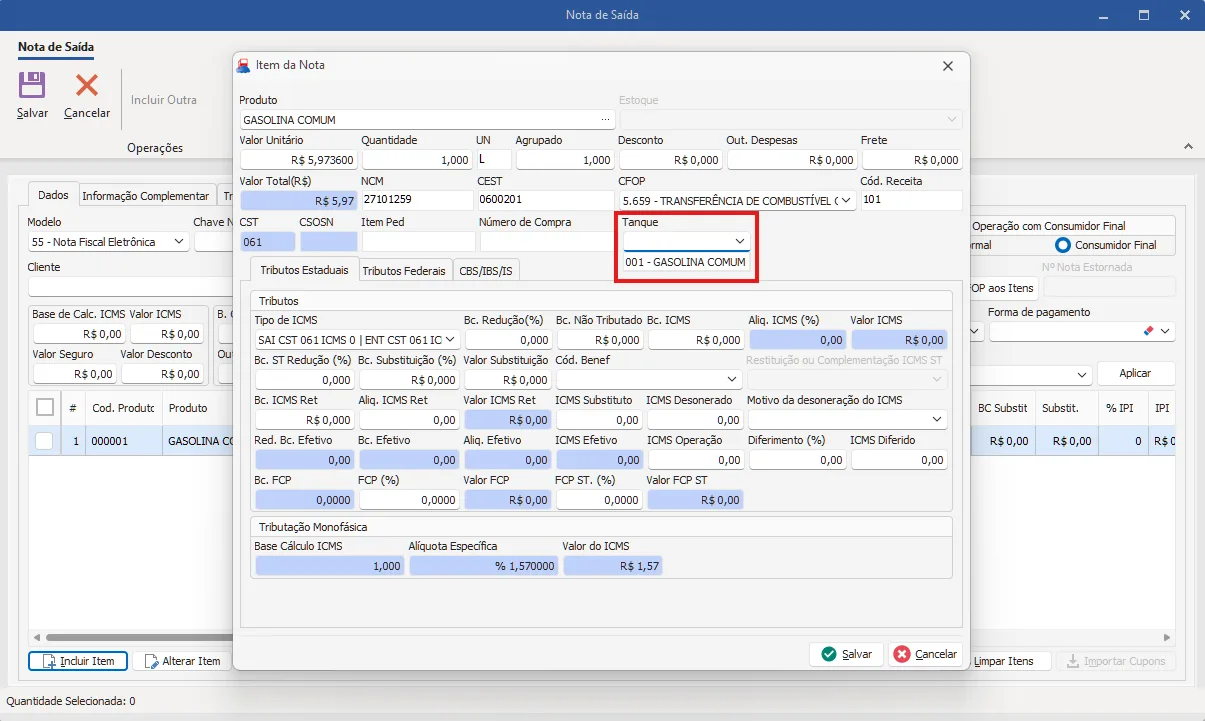 Nota de Saída
Nota de Saída
Salvar
Cancelar
Incluir Outra
Operações
Dados
Informação Complementar
Modelo
55 - Nota Fiscal Eletrônica
Cliente
Base de Calc. ICMS
Valor ICMS
R$ 0,00
R$ 0,00
Valor Seguro
Valor Desconto
R$ 0,00
R$ 0,00
#
Cod. Produto
Produto
1
000001
Incluir Item
Alterar Item
Quantidade Selecionada: 0
Item da Nota
Produto
Estoque
GASOLINA COMUM
...
Valor Unitário
Quantidade
UN
Agrupado
Desconto
Out. Despesas
Frete
R$ 5,973600
1,000
L
1,000
R$ 0,000
R$ 0,000
R$ 0,000
Valor Total(R$)
NCM
CEST
CFOP
Cód. Receita
R$ 5,97
27101259
0600201
5.659 - TRANSFERÊNCIA DE COMBUSTÍVEL
101
CST
CSOSN
Item Ped
Número de Compra
Tanque
061
001 - GASOLINA COMUM
Tributos Estaduais
Tributos Federais
CBS/IBS/IS
Tributos
Tipo de ICMS
Bc. Redução(%)
Bc. Não Tributado
Bc. ICMS
Aliq. ICMS (%)
Valor ICMS
SAI CST 061 ICMS 0 | ENT CST 061 IC
0,000
R$ 0,000
R$ 0,000
0,00
R$ 0,00
Bc. ST Redução (%)
Bc. Substituição (%)
Valor Substituição
Cód. Benef
Restituição ou Complementação ICMS ST
0,000
R$ 0,000
R$ 0,000
Bc. ICMS Ret
Aliq. ICMS Ret
Valor ICMS Ret
ICMS Substituto
ICMS Desonerado
Motivo da desoneração do ICMS
R$ 0,000
0,00
R$ 0,00
0,00
0,00
Red. Bc. Efetivo
Bc. Efetivo
Aliq. Efetivo
ICMS Efetivo
ICMS Operação
Diferimento (%)
ICMS Diferido
0,00
0,00
0,00
0,00
0,00
0,00
0,00
Bc. FCP
FCP (%)
Valor FCP
FCP ST. (%)
Valor FCP ST
0,0000
0,0000
R$ 0,00
0,0000
R$ 0,00
Tributação Monofásica
Base Cálculo ICMS
Alíquota Específica
Valor do ICMS
1,000
% 1,570000
R$ 1,57
Salvar
Cancelar
Operação com Consumidor Final
Consumidor Final
Nº Nota Estornada
aos Itens
Forma de pagamento
Aplicar
BC Substit
Substit.
% IPI
IPI
R$ 0,00
R$ 0,00
0
Limpar Itens
Importar Cupons